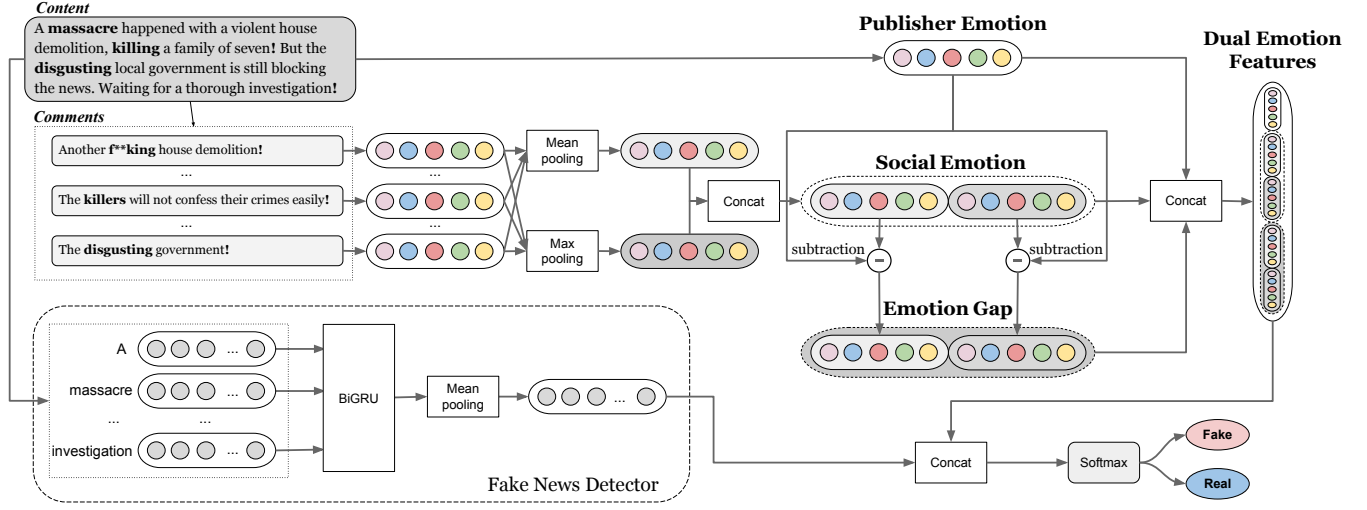 Content
A massacre happened with a violent house
demolition, killing a family of seven! But the
disgusting local government is still blocking
the news. Waiting for a thorough investigation!
Comments
Another f**king house demolition!
...
The killers will not confess their crimes easily!
...
The disgusting government!
...
...
Mean
pooling
Max
pooling
Concat
Publisher Emotion
Social Emotion
subtraction
−
−
subtraction
Emotion Gap
Concat
Dual Emotion
Features
A
...
massacre
...
...
...
investigation
...
BiGRU
Mean
pooling
...
Fake News Detector
Concat
Softmax
Fake
Real